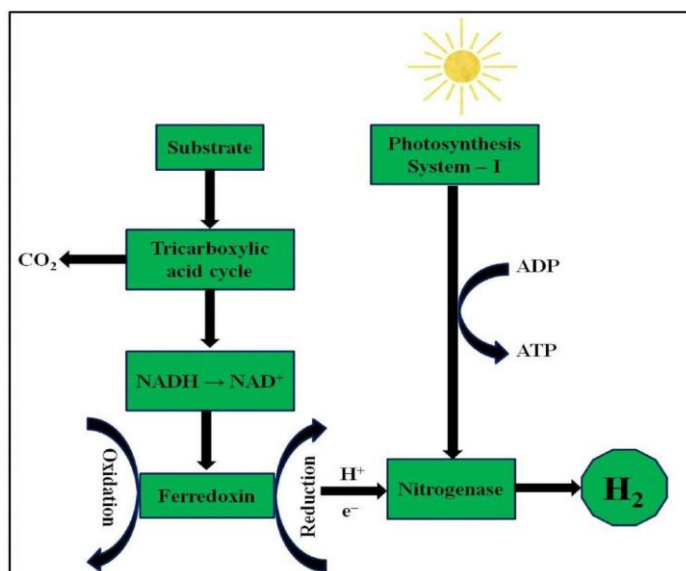 Substrate
Photosynthesis
System – I
CO₂
Tricarboxylic
acid cycle
ADP
ATP
NADH → NAD⁺
Oxidation
Ferredoxin
Reduction
H⁺
e⁻
Nitrogenase
H₂